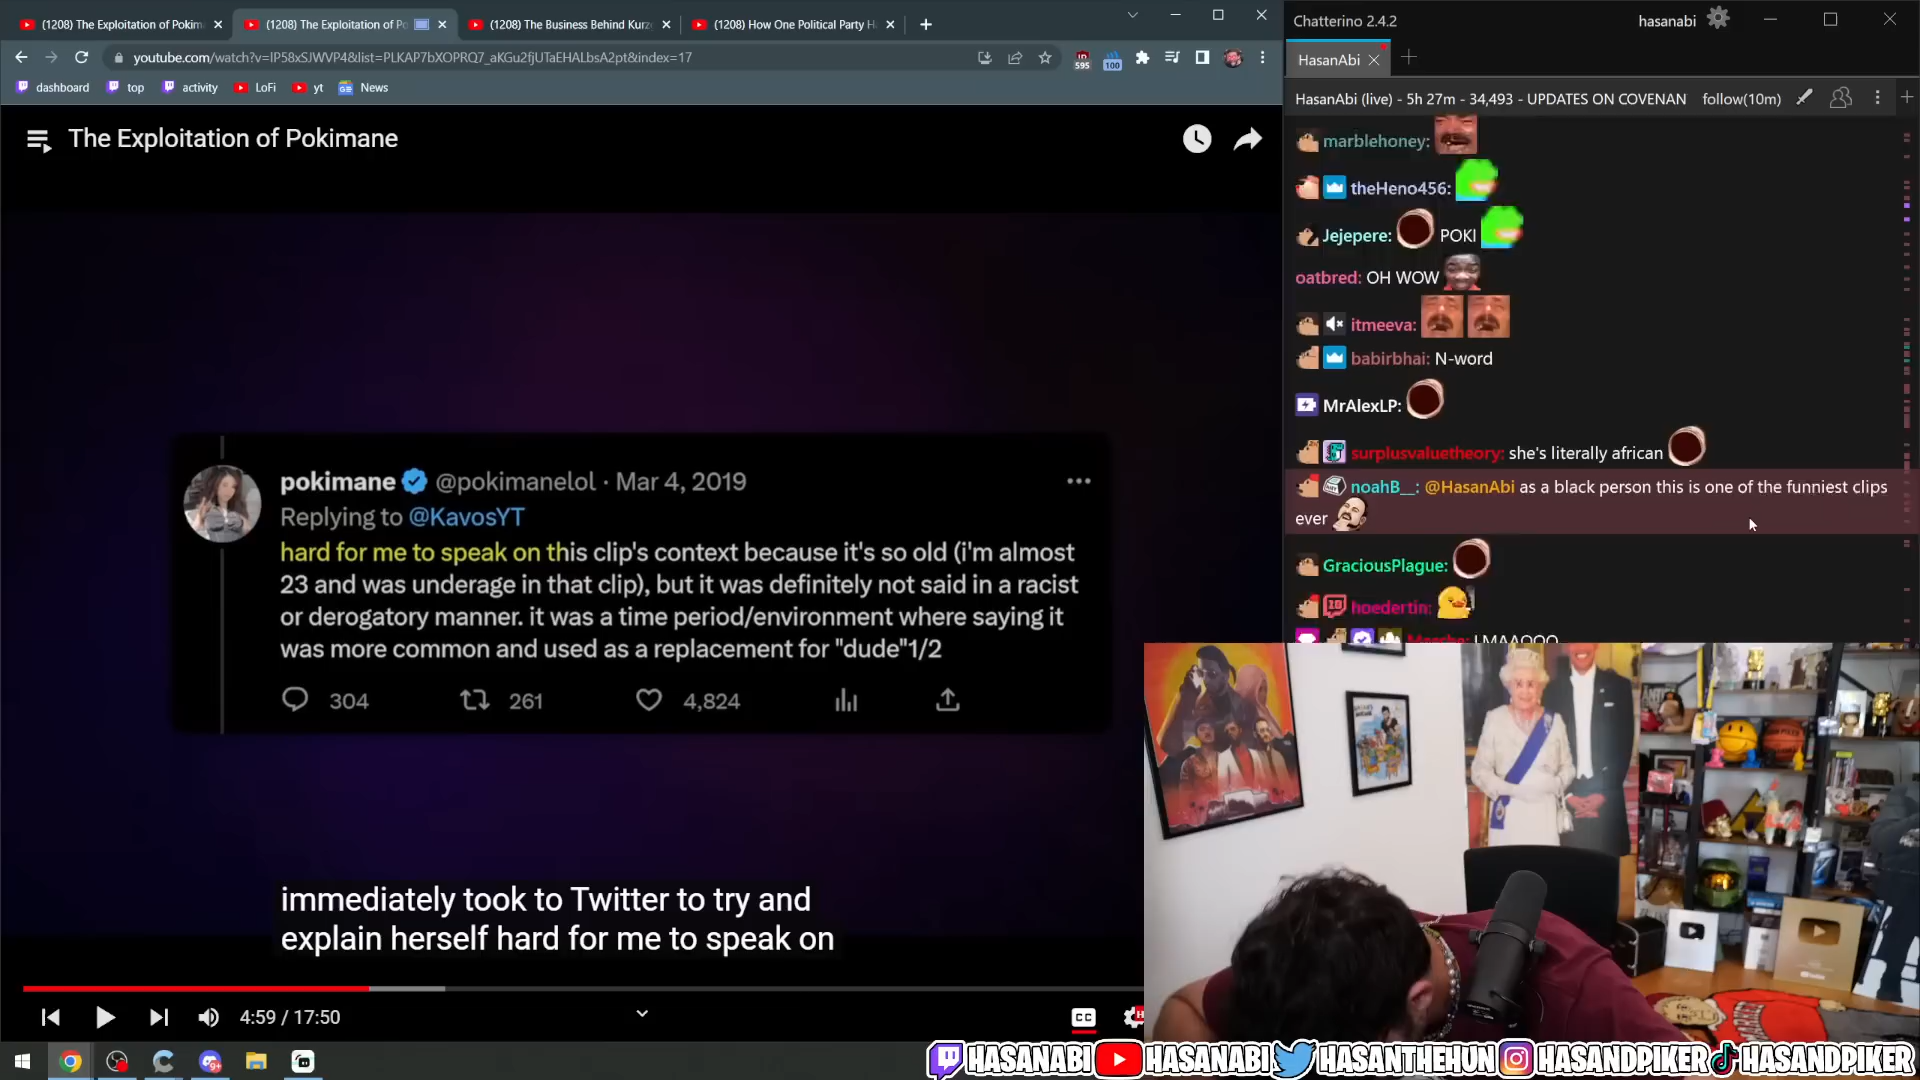 (1208) The Exploitation of Pokim
(1208) The Exploitation of Po
(1208) The Business Behind Kurz
(1208) How One Political Party H
youtube.com/watch?v=lP58xSJWVP4&list=PLKAP7bXOPRQ7_aKGu2fjUTaEHALbsA2pt&index=17
595
100
dashboard
top
activity
LoFi
yt
News
The Exploitation of Pokimane
pokimane @pokimanelol · Mar 4, 2019
Replying to @KavosYT
hard for me to speak on this clip's context because it's so old (i'm almost
23 and was underage in that clip), but it was definitely not said in a racist
or derogatory manner. it was a time period/environment where saying it
was more common and used as a replacement for "dude"1/2
304
261
4,824
immediately took to Twitter to try and
explain herself hard for me to speak on
4:59 / 17:50
CC
Chatterino 2.4.2
hasanabi
HasanAbi
HasanAbi (live) - 5h 27m - 34,493 - UPDATES ON COVENAN
follow(10m)
marblehoney:
theHeno456:
Jejepere: POKI
oatbred: OH WOW
itmeeva:
babirbhai: N-word
MrAlexLP:
surplusvaluetheory: she's literally african
noahB__: @HasanAbi as a black person this is one of the funniest clips
ever
GraciousPlague:
hoedertin:
LMAOOO
HASANABI HASANABI HASANTHEHUN HASANDPIKER HASANDPIKER